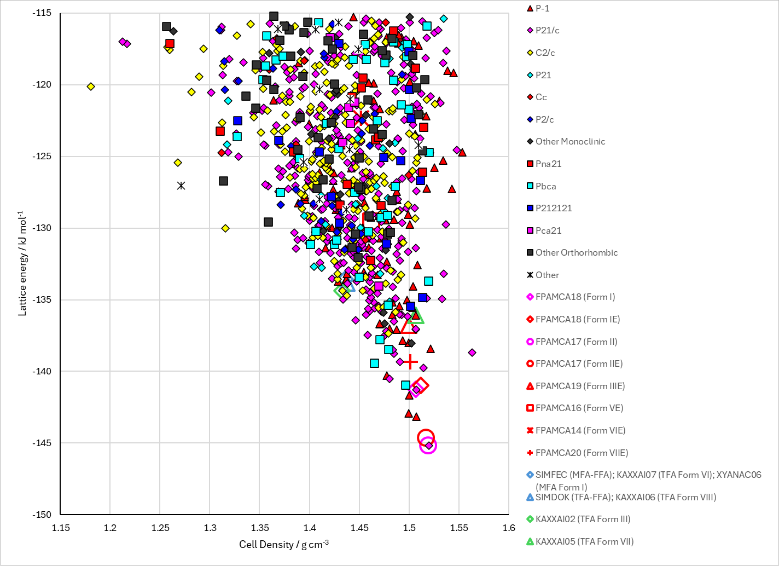 -115
-120
-125
-130
-135
-140
-145
-150
Lattice energy / kJ mol-1
1.15
1.2
1.25
1.3
1.35
1.4
1.45
1.5
1.55
1.6
Cell Density / g cm-3
P-1
P21/c
C2/c
P21
Cc
P2/c
Other Monoclinic
Pna21
Pbca
P212121
Pca21
Other Orthorhombic
Other
FPAMCA18 (Form I)
FPAMCA18 (Form IE)
FPAMCA17 (Form II)
FPAMCA17 (Form IIE)
FPAMCA19 (Form IIIE)
FPAMCA16 (Form VE)
FPAMCA14 (Form VIE)
FPAMCA20 (Form VIIE)
SIMFEC (MFA-FFA); KAXXAI07 (TFA Form VI); XYANAC06
(MFA Form I)
SIMDOK (TFA-FFA); KAXXAI06 (TFA Form VIII)
KAXXAI02 (TFA Form III)
KAXXAI05 (TFA Form VII)